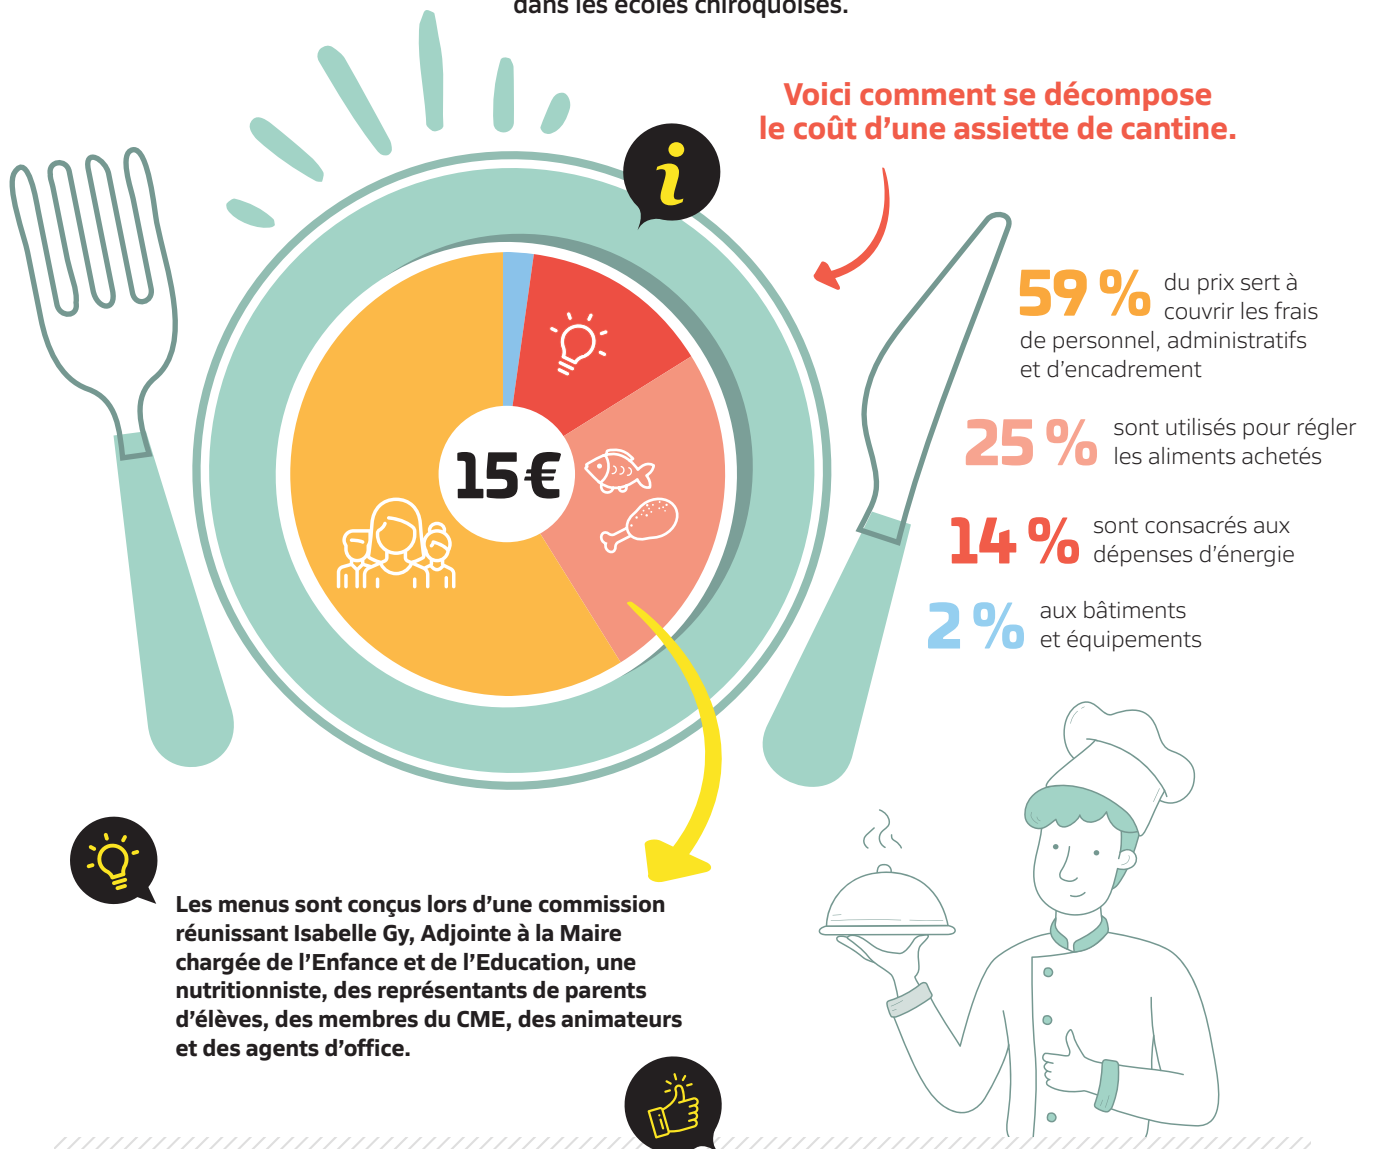 dans les écoles chiroquoises.
Voici comment se décompose
le coût d’une assiette de cantine.
i
15€
59 % du prix sert à
couvrir les frais
de personnel, administratifs
et d’encadrement
25 % sont utilisés pour régler
les aliments achetés
14 % sont consacrés aux
dépenses d’énergie
2 % aux bâtiments
et équipements
Les menus sont conçus lors d’une commission
réunissant Isabelle Gy, Adjointe à la Maire
chargée de l’Enfance et de l’Education, une
nutritionniste, des représentants de parents
d’élèves, des membres du CME, des animateurs
et des agents d’office.